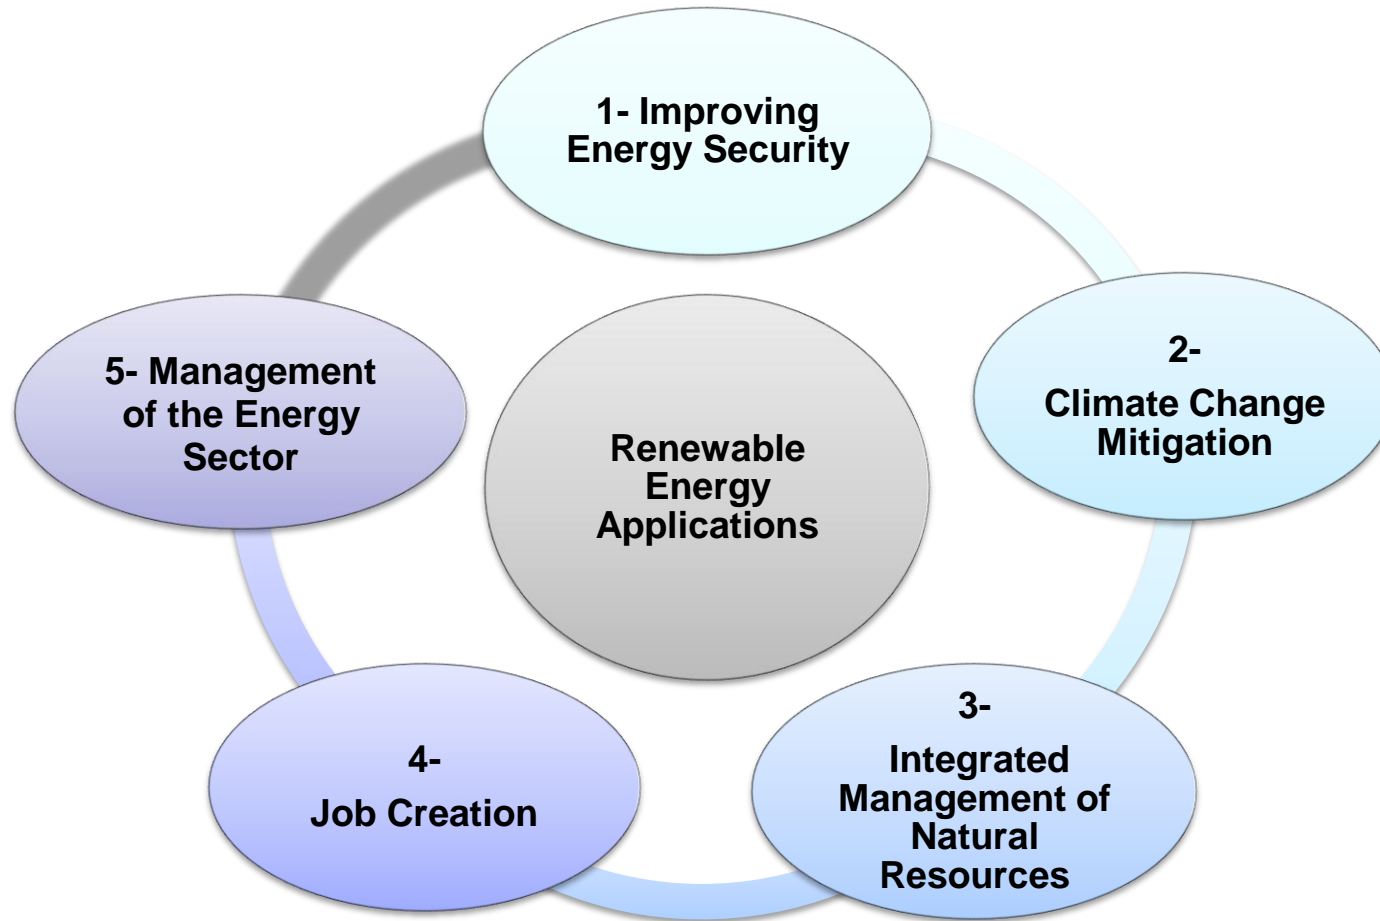 1- Improving
Energy Security
2-
Climate Change
Mitigation
3-
Integrated
Management of
Natural
Resources
4-
Job Creation
5- Management
of the Energy
Sector
Renewable
Energy
Applications